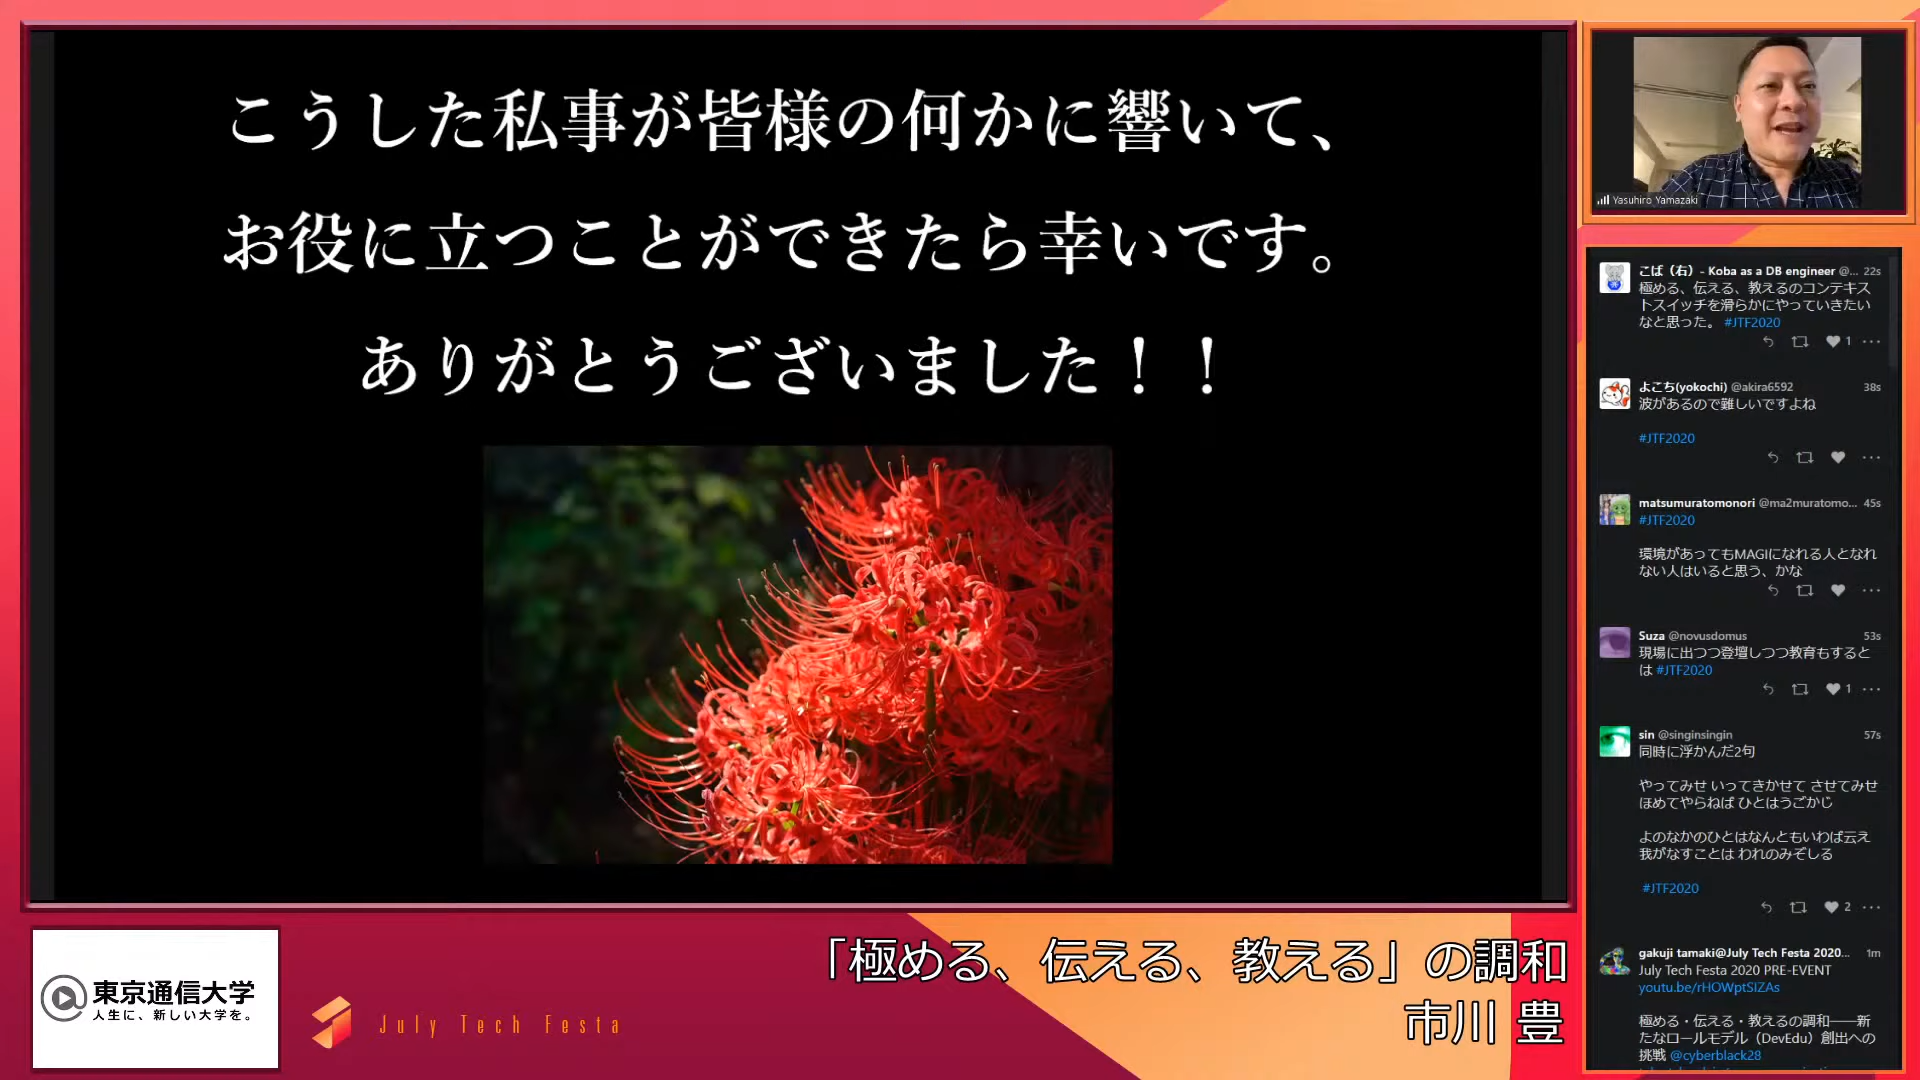 こうした私事が皆様の何かに響いて、
お役に立つことができたら幸いです。
ありがとうございました！！
Yasuhiro Yamazaki
こば（右）- Koba as a DB engineer @... 22s
極める、伝える、教えるのコンテキス
トスイッチを滑らかにやっていきたい
なと思った。 #JTF2020
1
よこち(yokochi) @akira6592 38s
波があるので難しいですよね
#JTF2020
matsumuratomonori @ma2muratomo... 45s
#JTF2020
環境があってもMAGIになれる人となれ
ない人はいると思う、かな
Suza @novusdomus 53s
現場に出つつ登壇しつつ教育もすると
は #JTF2020
1
sin @singinsingin 57s
同時に浮かんだ2句
やってみせ いってきかせて させてみせ
ほめてやらねば ひとはうごかじ
よのなかのひとはなんともいわば云え
我がなすことは われのみぞしる
#JTF2020
2
gakuji tamaki@July Tech Festa 2020... 1m
July Tech Festa 2020 PRE-EVENT
youtu.be/rHOWptSIZAs
極める・伝える・教えるの調和——新
たなロールモデル（DevEdu）創出への
挑戦 @cyberblack28
「極める、伝える、教える」の調和
市川 豊
東京通信大学
人生に、新しい大学を。
July Tech Festa